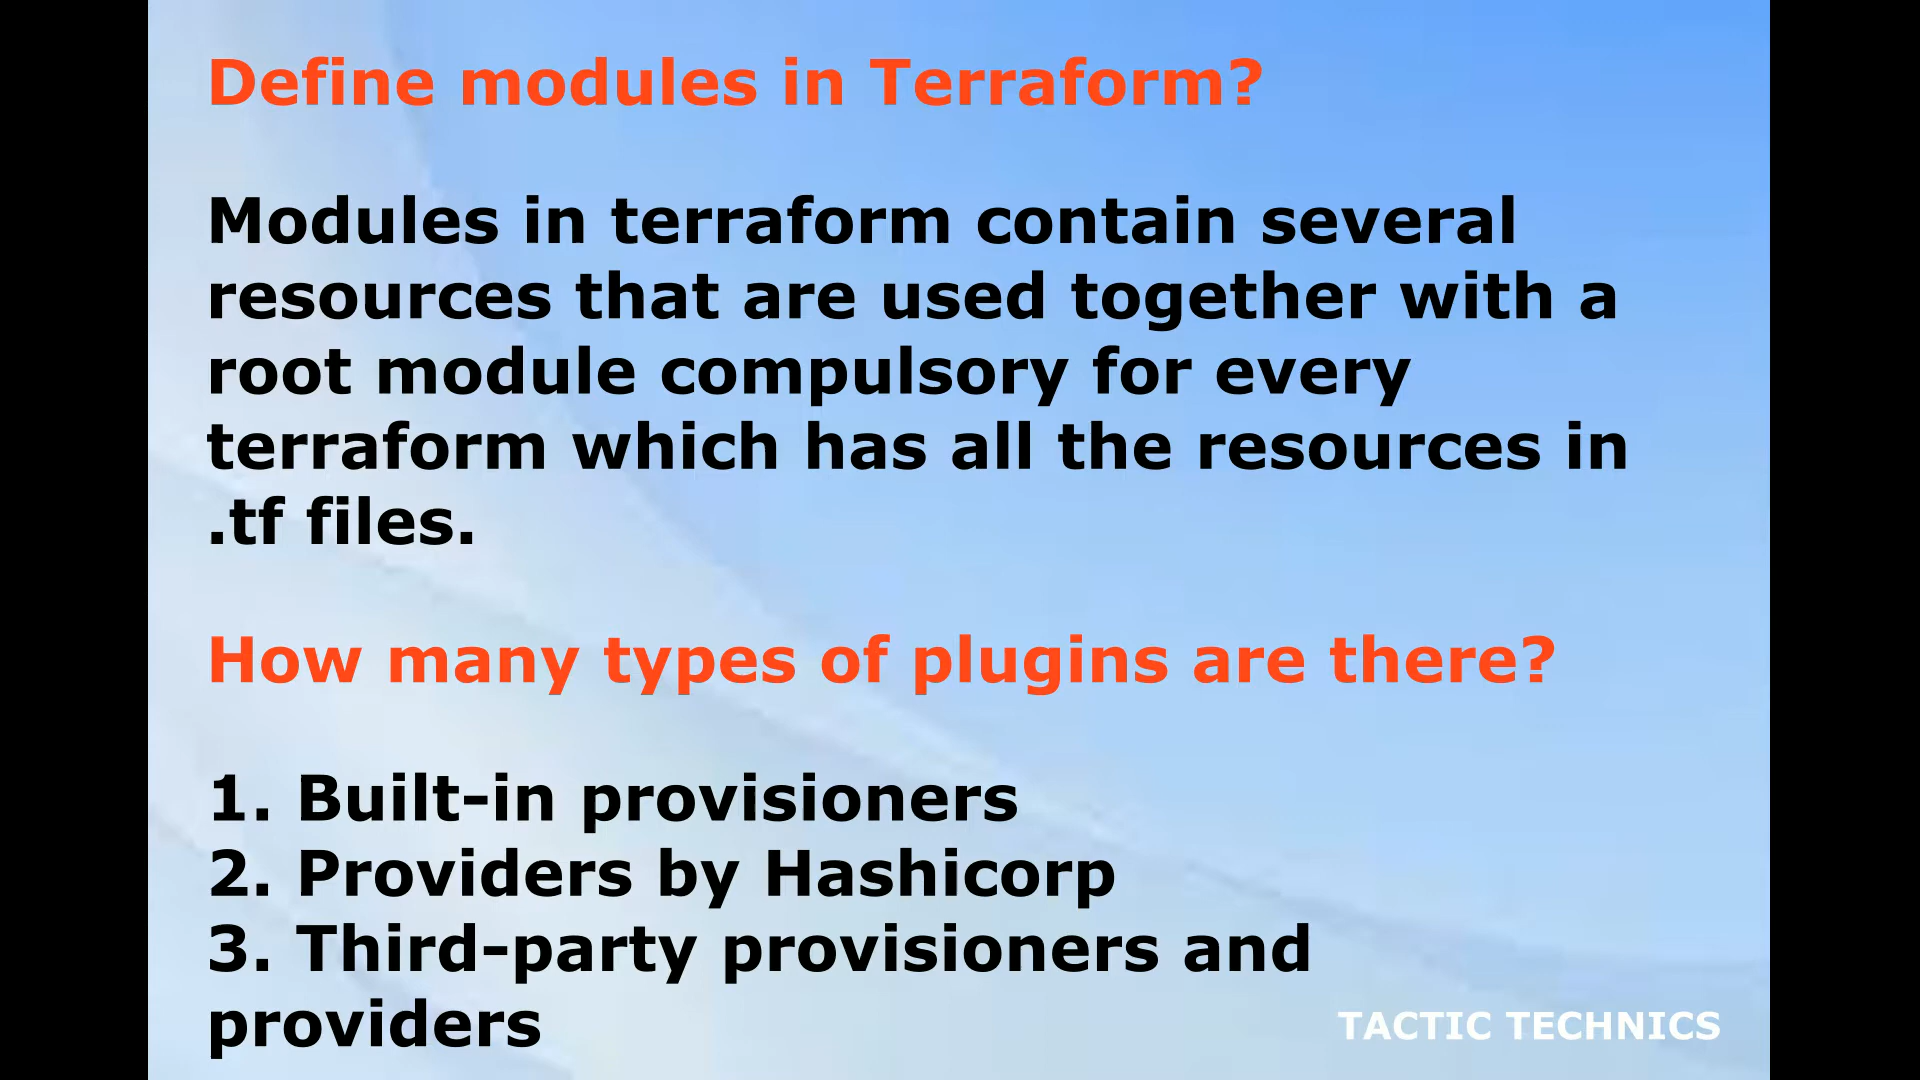 Define modules in Terraform?
Modules in terraform contain several
resources that are used together with a
root module compulsory for every
terraform which has all the resources in
.tf files.
How many types of plugins are there?
1. Built-in provisioners
2. Providers by Hashicorp
3. Third-party provisioners and
providers
TACTIC TECHNICS